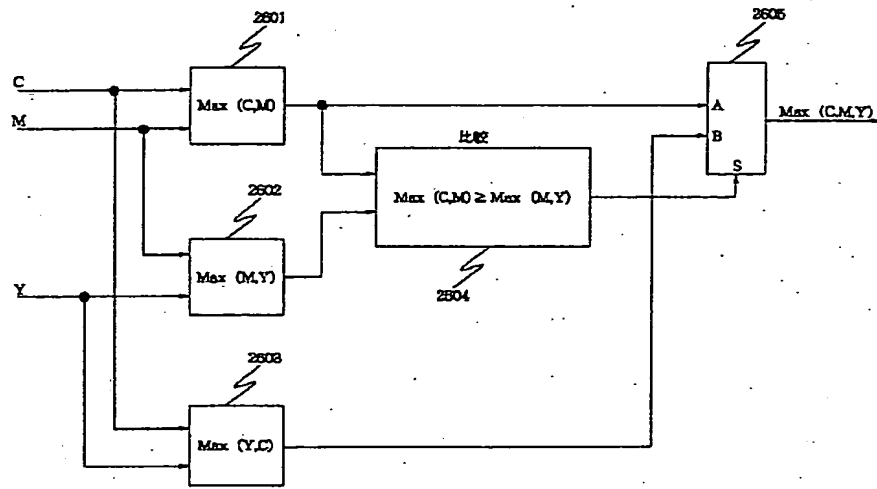 2601
2605
C
Max (C,M)
A
Max (C,M,Y)
M
B
比較
S
Max (C,M) ≥ Max (M,Y)
2602
Max (M,Y)
Y
2604
2603
Max (Y,C)